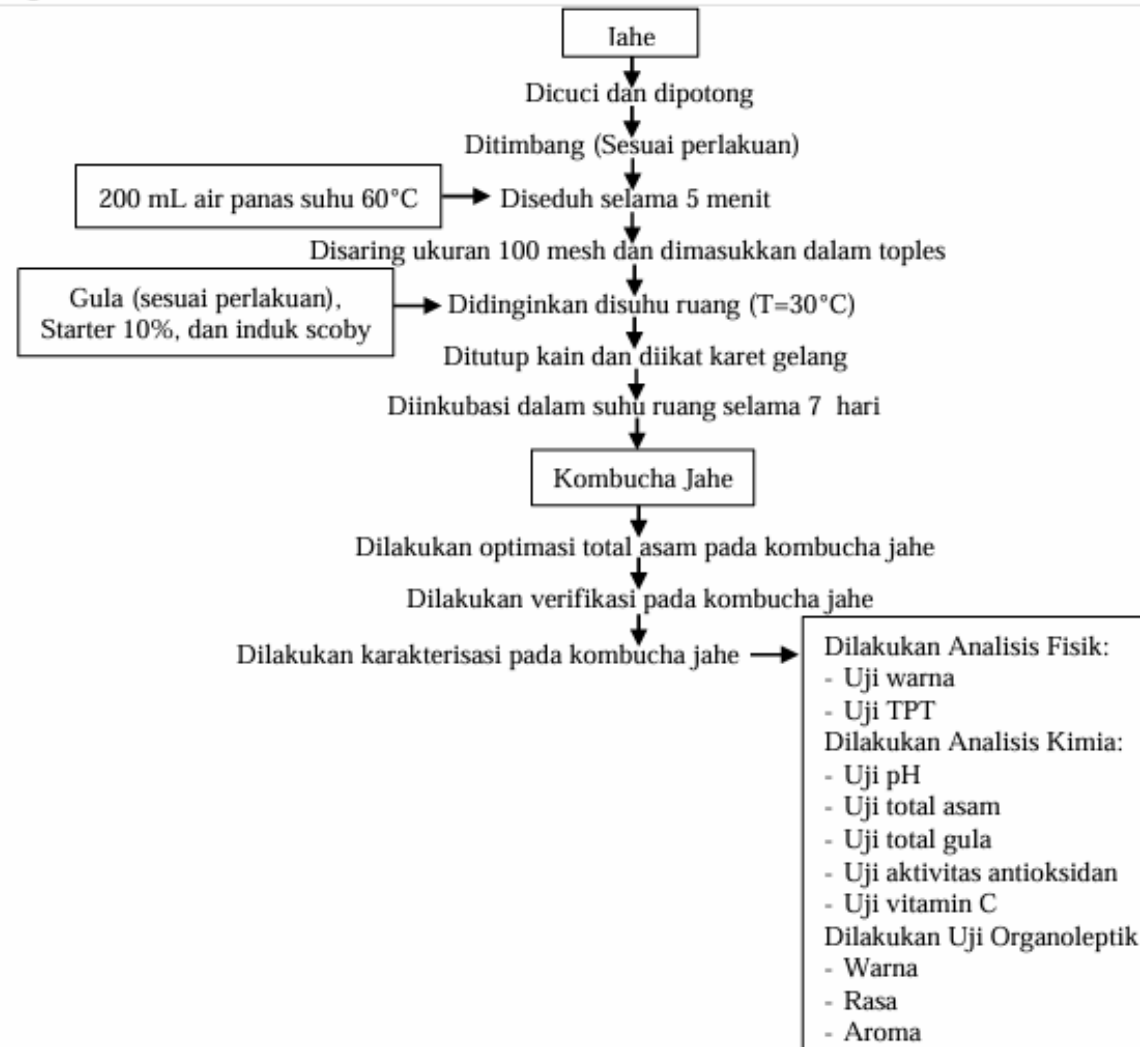 Jahe
Dicuci dan dipotong
Ditimbang (Sesuai perlakuan)
200 mL air panas suhu 60°C
Diseduh selama 5 menit
Disaring ukuran 100 mesh dan dimasukkan dalam toples
Gula (sesuai perlakuan),
Starter 10%, dan induk scoby
Didinginkan disuhu ruang (T=30°C)
Ditutup kain dan diikat karet gelang
Diinkubasi dalam suhu ruang selama 7 hari
Kombucha Jahe
Dilakukan optimasi total asam pada kombucha jahe
Dilakukan verifikasi pada kombucha jahe
Dilakukan karakterisasi pada kombucha jahe
Dilakukan Analisis Fisik:
- Uji warna
- Uji TPT
Dilakukan Analisis Kimia:
- Uji pH
- Uji total asam
- Uji total gula
- Uji aktivitas antioksidan
- Uji vitamin C
Dilakukan Uji Organoleptik
- Warna
- Rasa
- Aroma